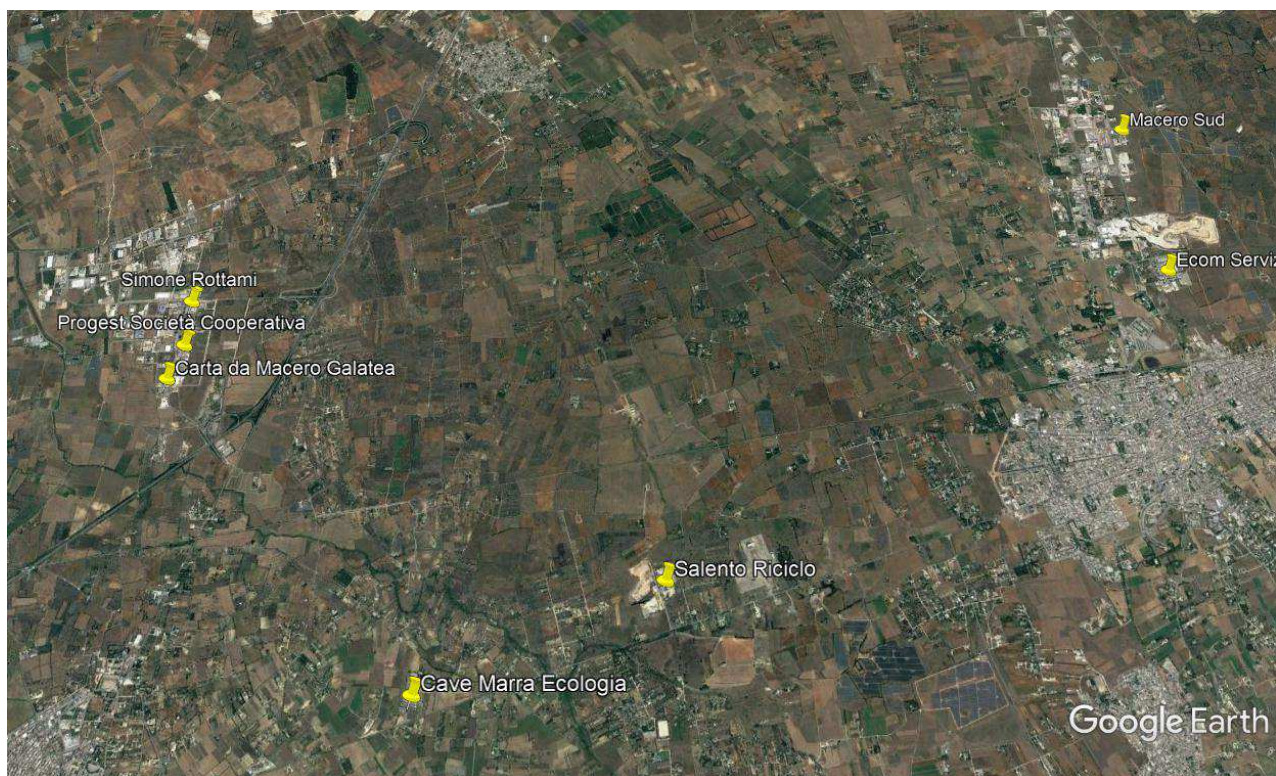 Macero Sud
Ecom Serviz
Simone Rottami
Progest Società Cooperativa
Carta da Macero Galatea
Salento Riciclo
Cave Marra Ecologia
Google Earth